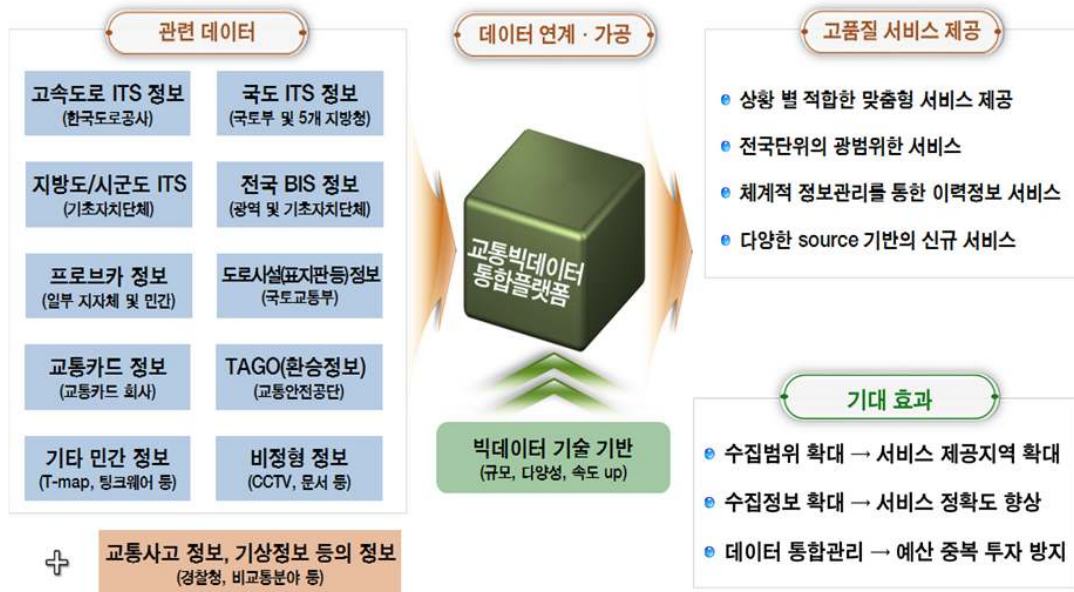 관련 데이터
고속도로 ITS 정보
(한국도로공사)
국도 ITS 정보
(국토부 및 5개 지방청)
지방도/시군도 ITS
(기초자치단체)
전국 BIS 정보
(광역 및 기초자치단체)
프로브카 정보
(일부 지자체 및 민간)
도로시설(표지판등)정보
(국토교통부)
교통카드 정보
(교통카드 회사)
TAGO(환승정보)
(교통안전공단)
기타 민간 정보
(T-map, 팅크웨어 등)
비정형 정보
(CCTV, 문서 등)
+
교통사고 정보, 기상정보 등의 정보
(경찰청, 비교통분야 등)
데이터 연계 · 가공
교통빅데이터
통합플랫폼
빅데이터 기술 기반
(규모, 다양성, 속도 up)
고품질 서비스 제공
상황 별 적합한 맞춤형 서비스 제공
전국단위의 광범위한 서비스
체계적 정보관리를 통한 이력정보 서비스
다양한 source 기반의 신규 서비스
기대 효과
수집범위 확대 → 서비스 제공지역 확대
수집정보 확대 → 서비스 정확도 향상
데이터 통합관리 → 예산 중복 투자 방지